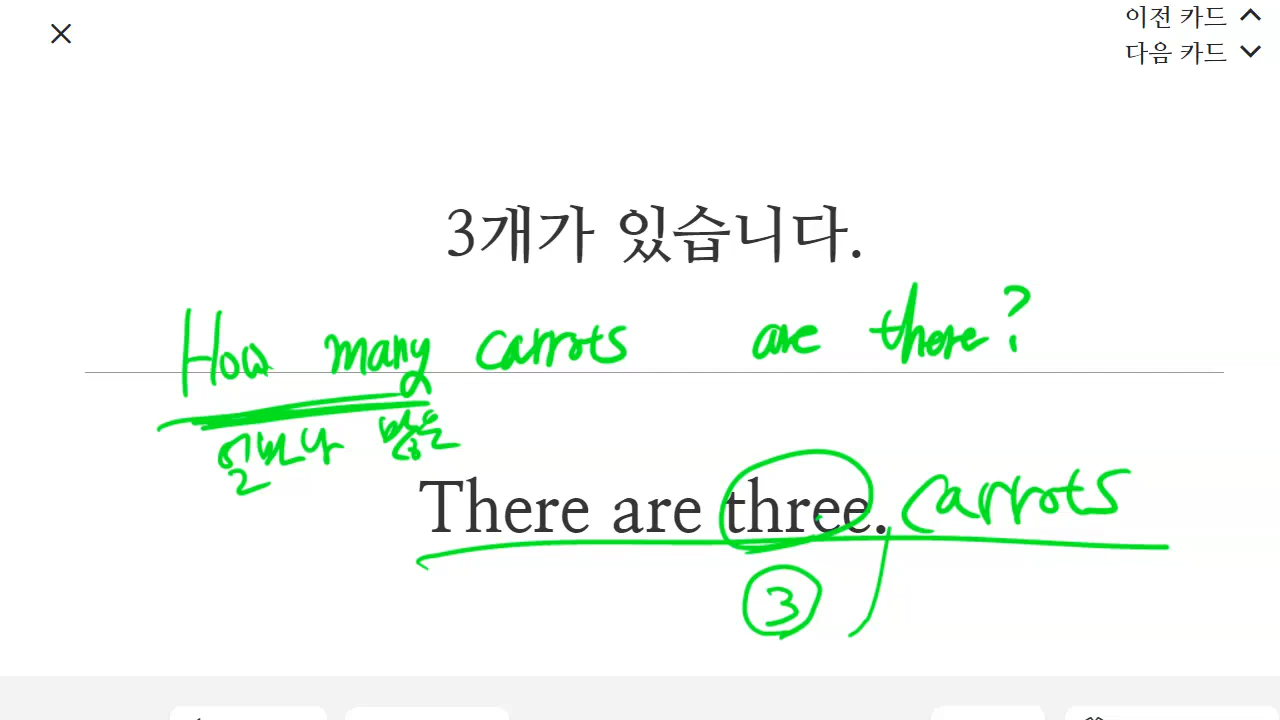 이전 카드
다음 카드
3개가 있습니다.
How many carrots are there?
얼마나 많은
There are three. carrots
3